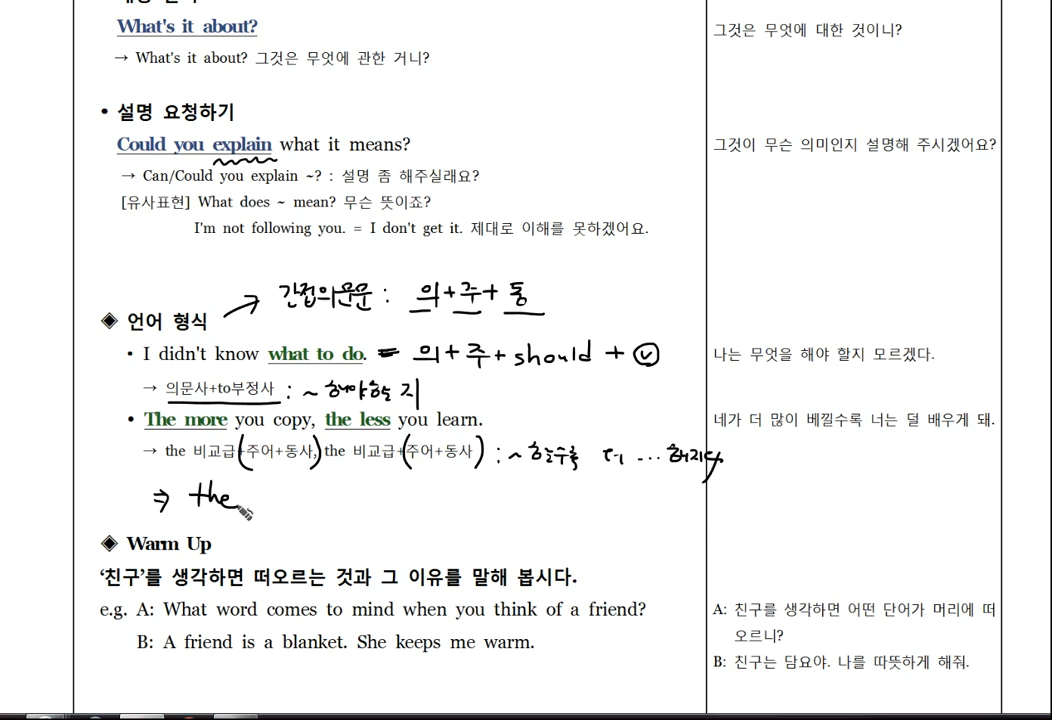 What's it about?
그것은 무엇에 대한 것이니?
→ What's it about? 그것은 무엇에 관한 거니?
• 설명 요청하기
Could you explain what it means?
그것이 무슨 의미인지 설명해 주시겠어요?
→ Can/Could you explain ~? : 설명 좀 해주실래요?
[유사표현] What does ~ mean? 무슨 뜻이죠?
I'm not following you. = I don't get it. 제대로 이해를 못하겠어요.
→ 간접의문문 : 의+주+동
◈ 언어 형식
• I didn't know what to do. = 의+주+should+ⓥ
나는 무엇을 해야 할지 모르겠다.
→ 의문사+to부정사 : ~해야할 지
• The more you copy, the less you learn.
네가 더 많이 베낄수록 너는 덜 배우게 돼.
→ the 비교급(+주어+동사,) the 비교급+(주어+동사) : ~할수록 더 ... 해지다
⇒ the
◈ Warm Up
'친구'를 생각하면 떠오르는 것과 그 이유를 말해 봅시다.
e.g. A: What word comes to mind when you think of a friend?
A: 친구를 생각하면 어떤 단어가 머리에 떠
오르니?
B: A friend is a blanket. She keeps me warm.
B: 친구는 담요야. 나를 따뜻하게 해줘.